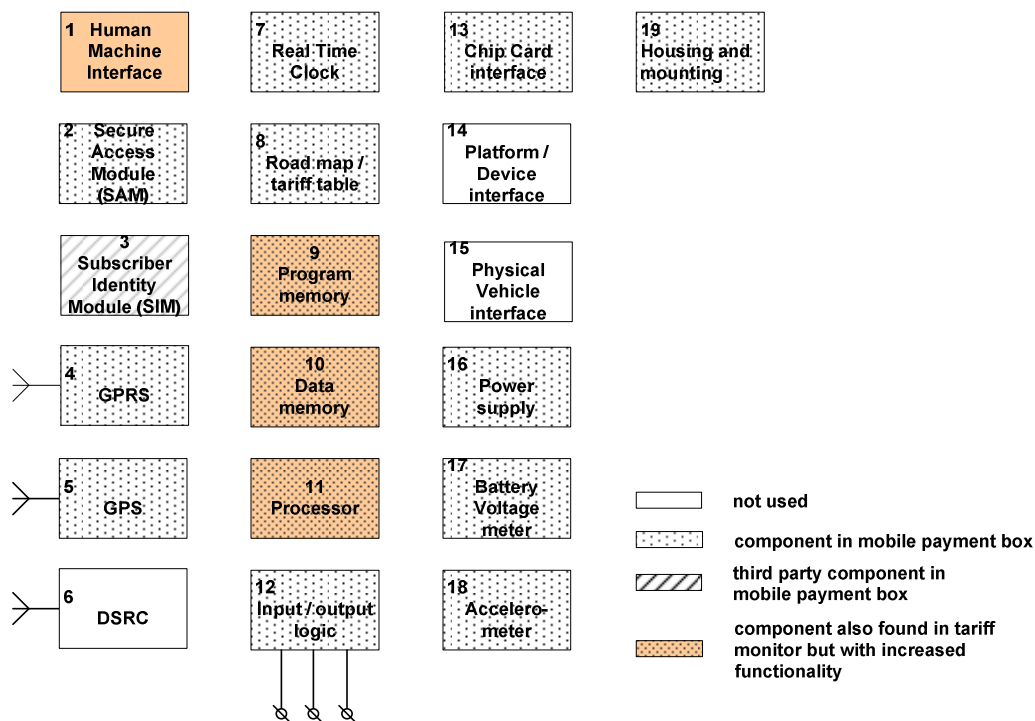 1 Human
Machine
Interface
2 Secure
Access
Module
(SAM)
3
Subscriber
Identity
Module (SIM)
4
GPRS
5
GPS
6
DSRC
7
Real Time
Clock
8
Road map /
tariff table
9
Program
memory
10
Data
memory
11
Processor
12
Input / output
logic
13
Chip Card
interface
14
Platform /
Device
interface
15
Physical
Vehicle
interface
16
Power
supply
17
Battery
Voltage
meter
18
Accelero-
meter
19
Housing and
mounting
not used
component in mobile payment box
third party component in
mobile payment box
component also found in tariff
monitor but with increased
functionality